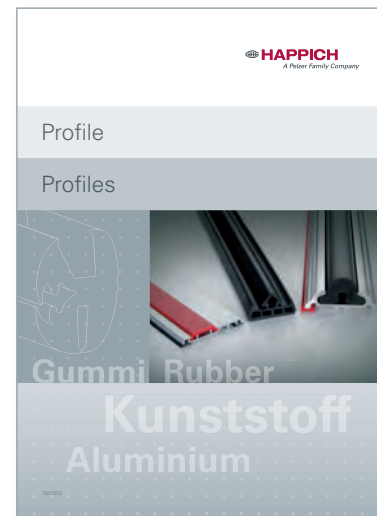 HAPPICH
A Pelzer Family Company
Profile
Profiles
Gummi Rubber
Kunststoff
Aluminium